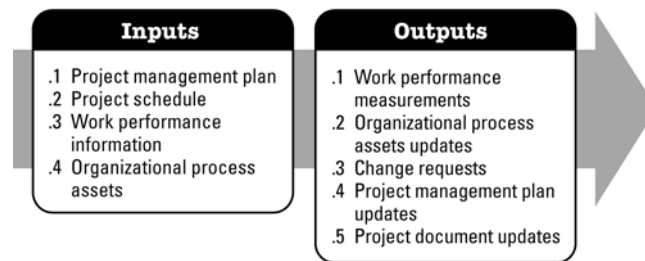 Inputs
.1 Project management plan
.2 Project schedule
.3 Work performance
information
.4 Organizational process
assets
Outputs
.1 Work performance
measurements
.2 Organizational process
assets updates
.3 Change requests
.4 Project management plan
updates
.5 Project document updates